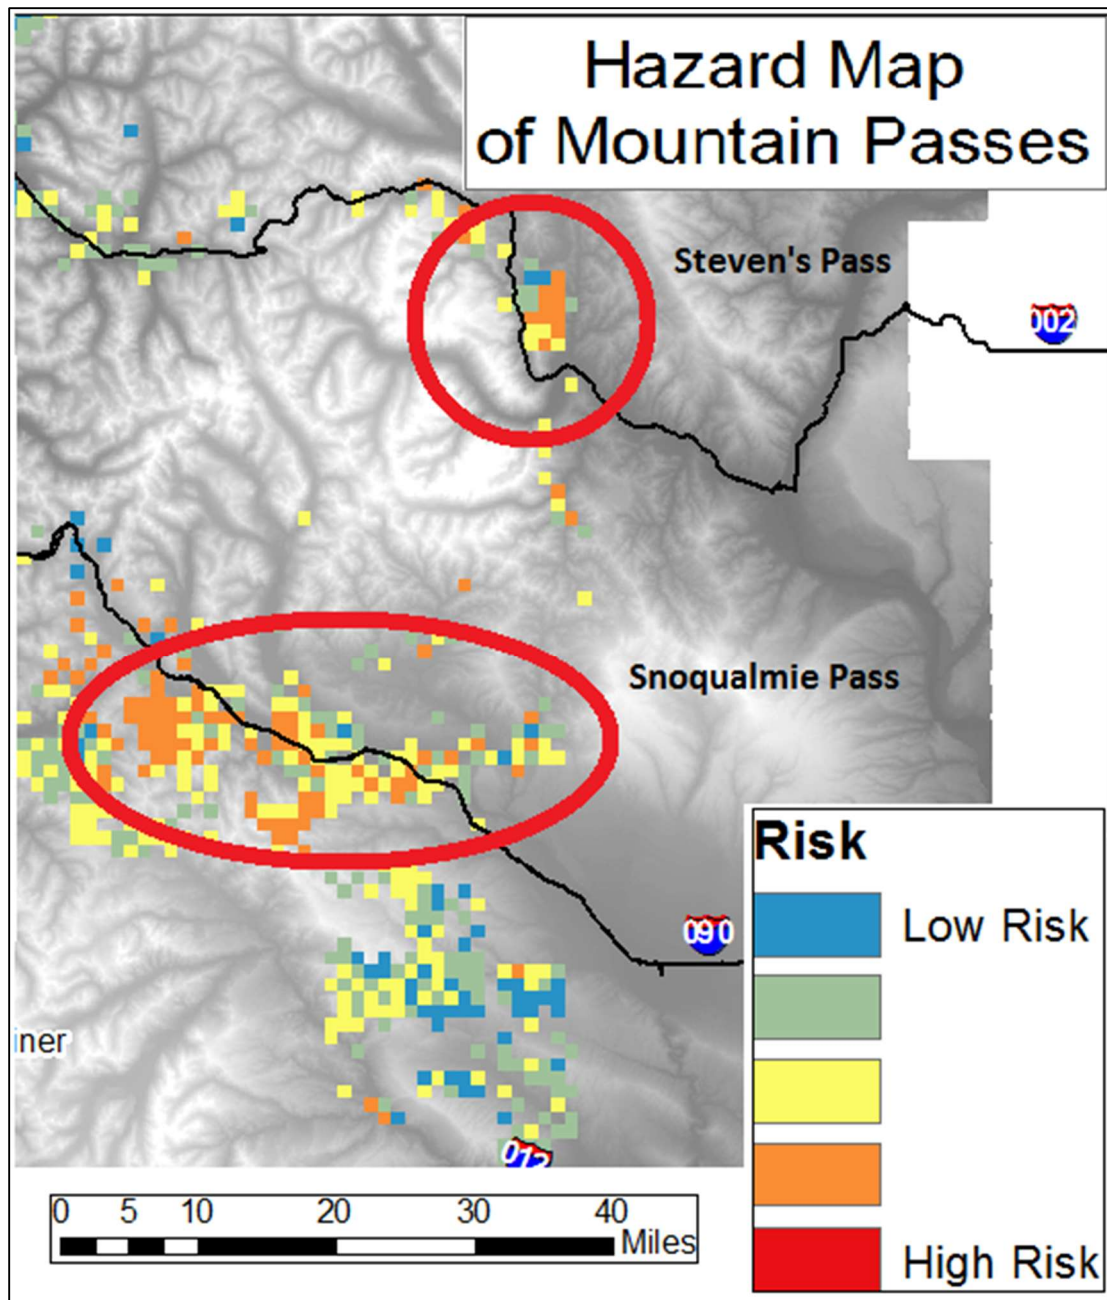 Hazard Map
of Mountain Passes
Steven's Pass
002
Snoqualmie Pass
Risk
Low Risk
090
iner
012
0 5 10 20 30 40
Miles
High Risk